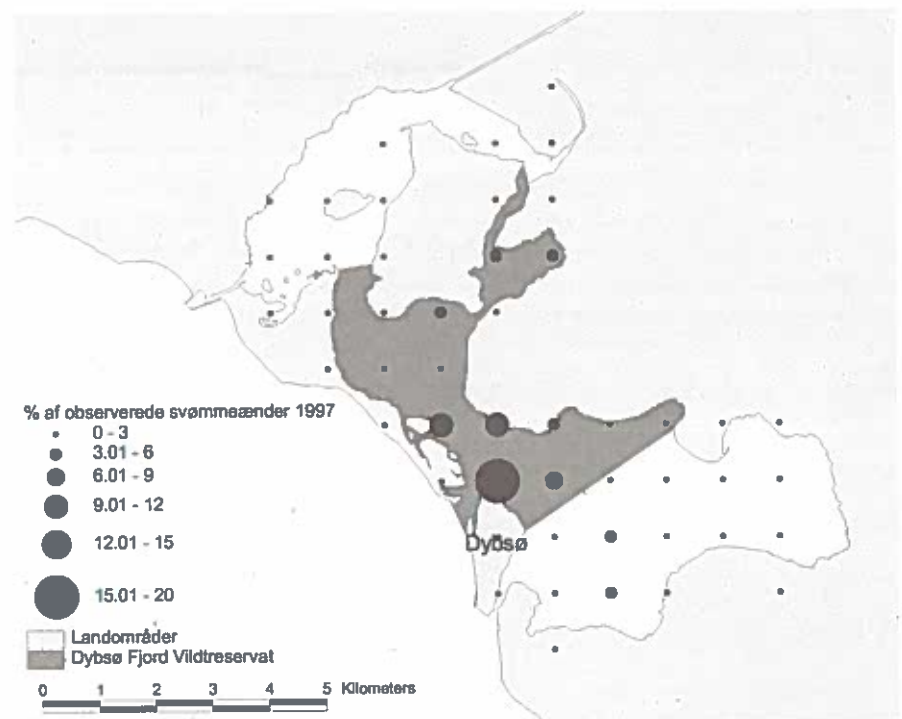 Dybsø
% af observerede svømmeænder 1997
0 - 3
3.01 - 6
6.01 - 9
9.01 - 12
12.01 - 15
15.01 - 20
Landområder
Dybsø Fjord Vildtreservat
0 1 2 3 4 5 Kilometers